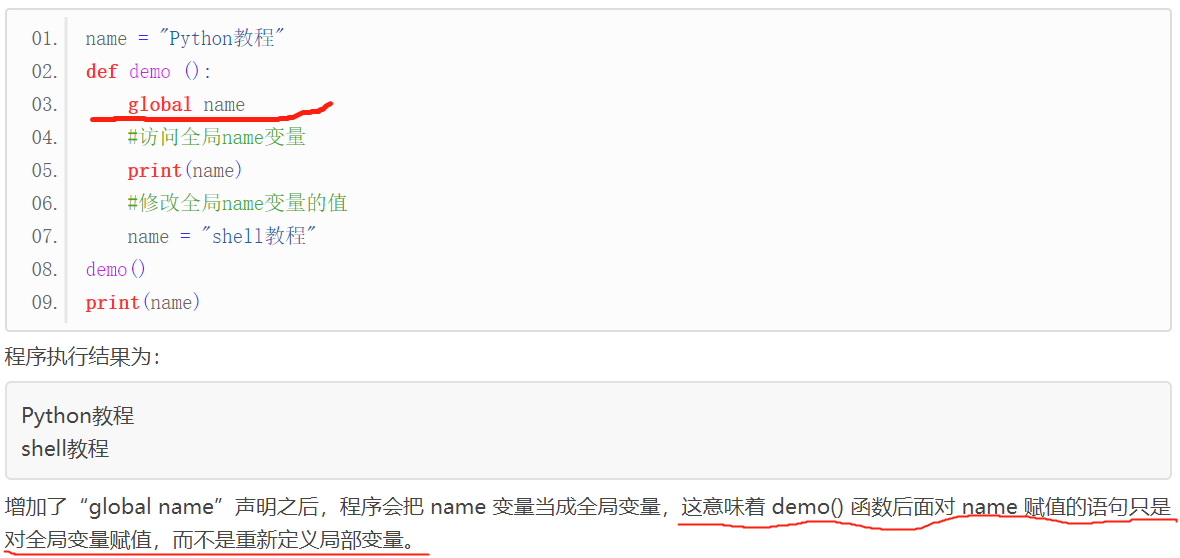 01. name = "Python教程"
02. def demo ():
03. global name
04. #访问全局name变量
05. print(name)
06. #修改全局name变量的值
07. name = "shell教程"
08. demo()
09. print(name)
程序执行结果为：
Python教程
shell教程
增加了“global name”声明之后，程序会把 name 变量当成全局变量，这意味着 demo() 函数后面对 name 赋值的语句只是
对全局变量赋值，而不是重新定义局部变量。